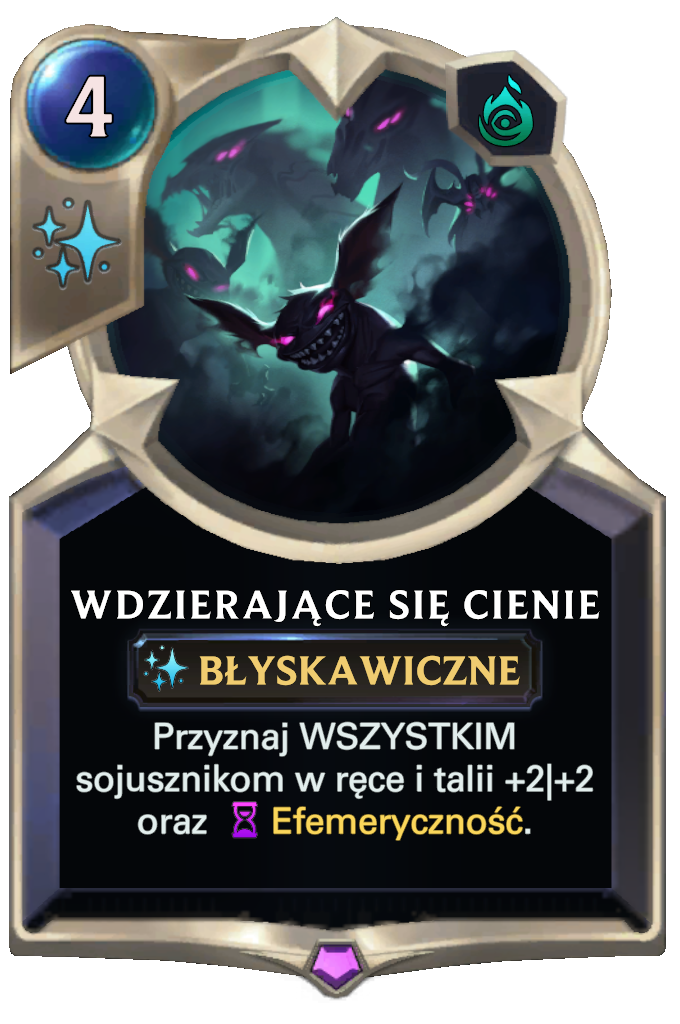 4
WDZIERAJĄCE SIĘ CIENIE
BŁYSKAWICZNE
Przyznaj WSZYSTKIM
sojusznikom w ręce i talii +2|+2
oraz Efemeryczność.